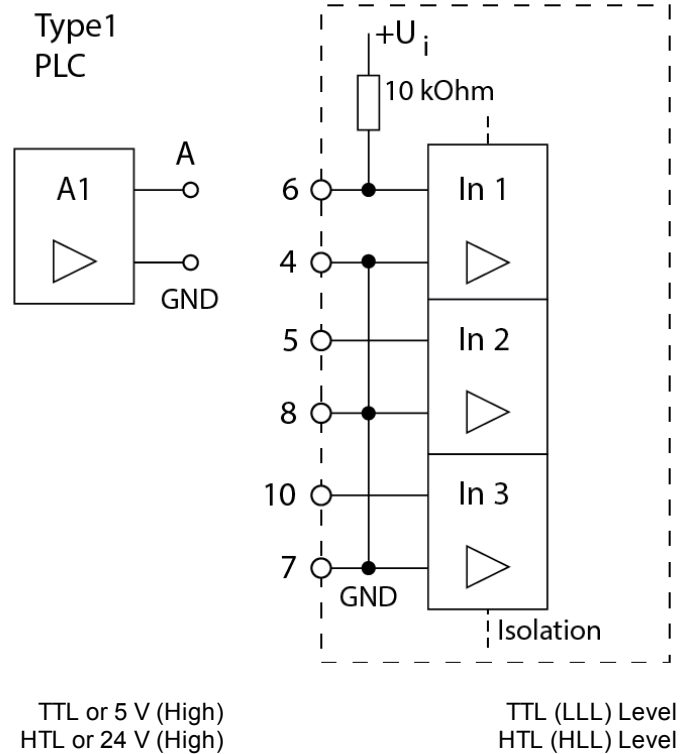 Type1
PLC
+U i
10 kOhm
A
A1
6
In 1
4
GND
5
In 2
8
10
In 3
7
GND
Isolation
TTL or 5 V (High)
TTL (LLL) Level
HTL or 24 V (High)
HTL (HLL) Level